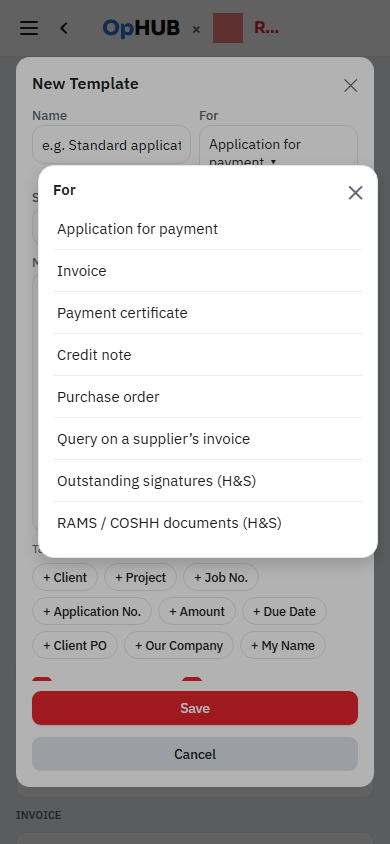 OpHUB × R...
New Template
Name For
e.g. Standard applicat Application for
payment
For
Application for payment
Invoice
Payment certificate
Credit note
Purchase order
Query on a supplier’s invoice
Outstanding signatures (H&S)
RAMS / COSHH documents (H&S)
+ Client + Project + Job No.
+ Application No. + Amount + Due Date
+ Client PO + Our Company + My Name
Save
Cancel
INVOICE